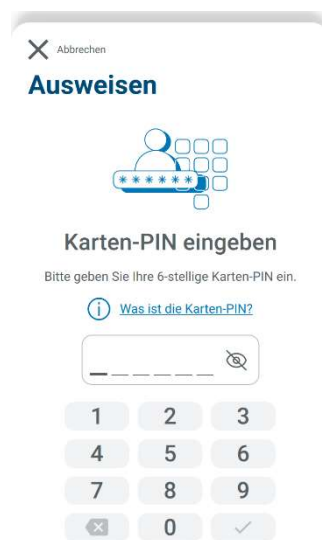 Abbrechen
Ausweisen
* * * * * *
Karten-PIN eingeben
Bitte geben Sie Ihre 6-stellige Karten-PIN ein.
Was ist die Karten-PIN?
1 2 3
4 5 6
7 8 9
0